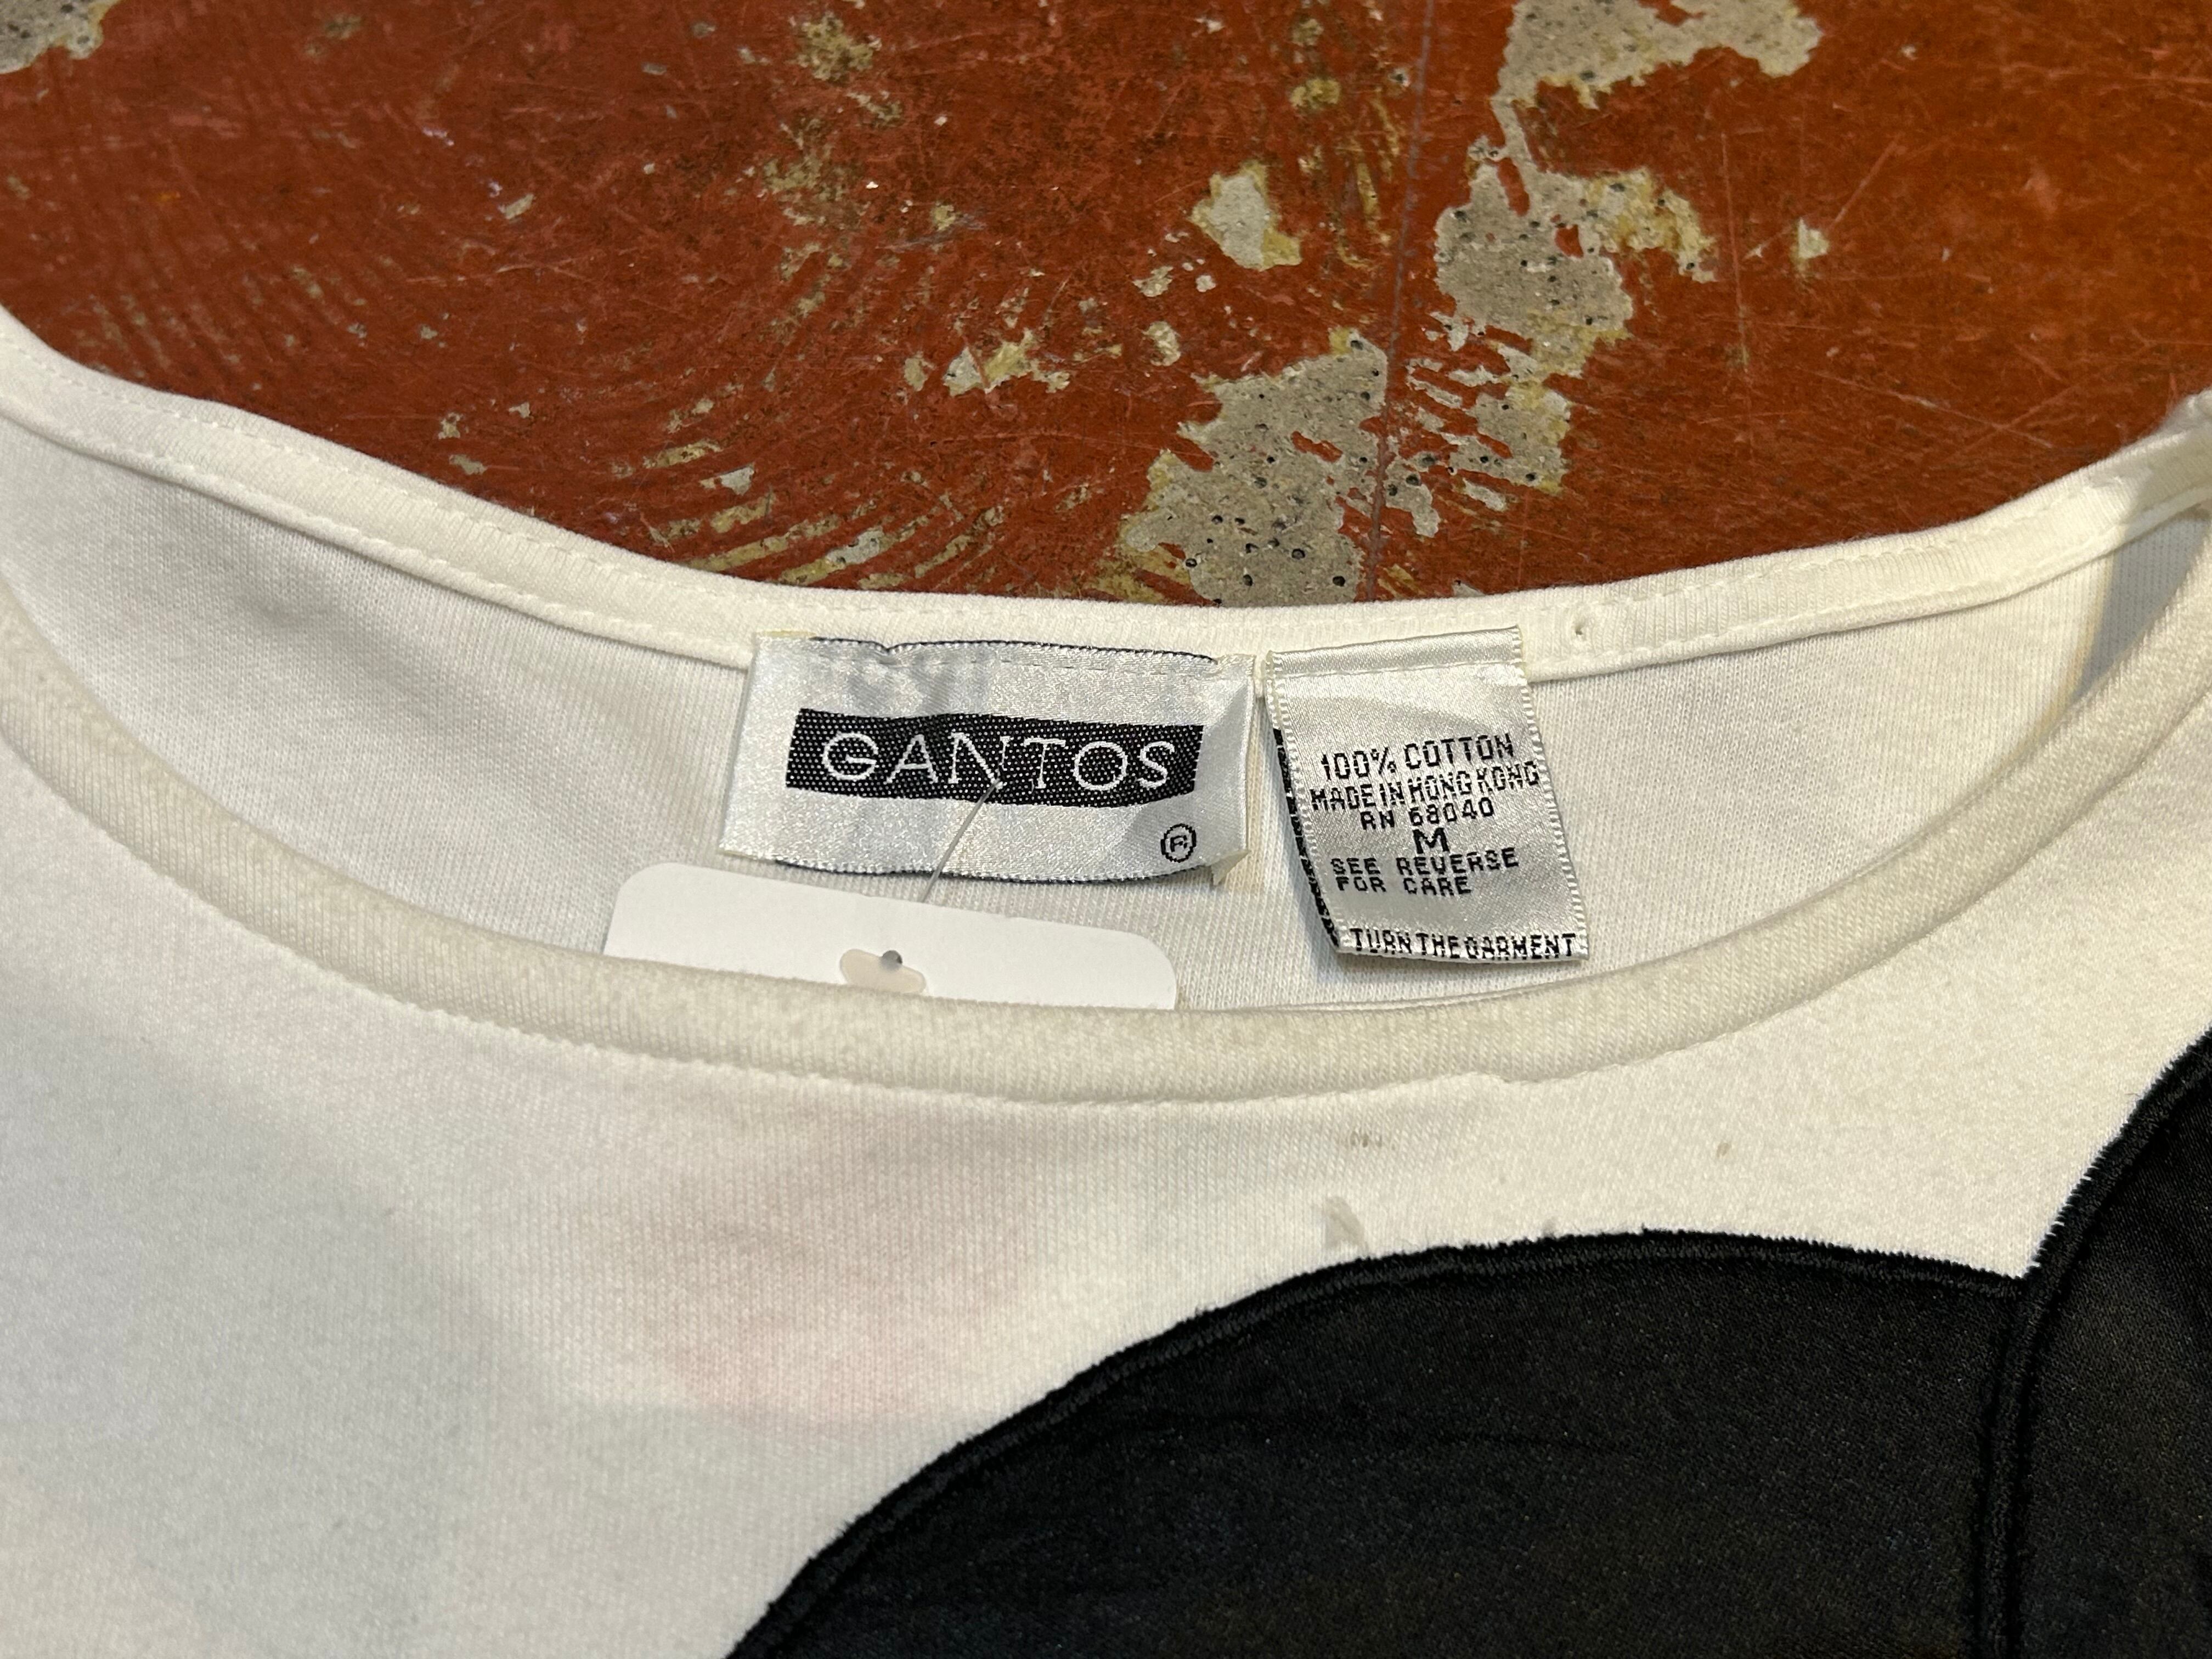 GANTOS
®
100% COTTON
MADE IN HONG KONG
RN 68040
M
SEE REVERSE
FOR CARE
TURN THE GARMENT